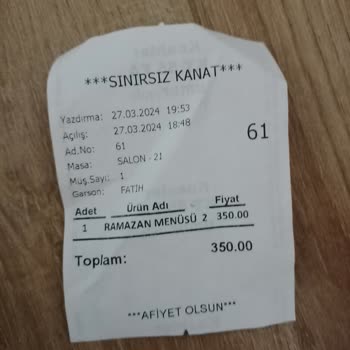 ***SINIRSIZ KANAT***
Yazdırma: 27.03.2024 19:53
Açılış: 27.03.2024 18:48
Ad.No: 61
61
Masa: SALON - 21
Müş.Sayı: 1
Garson: FATİH
Adet Ürün Adı Fiyat
1 RAMAZAN MENÜSÜ 2 350.00
Toplam: 350.00
***AFİYET OLSUN***